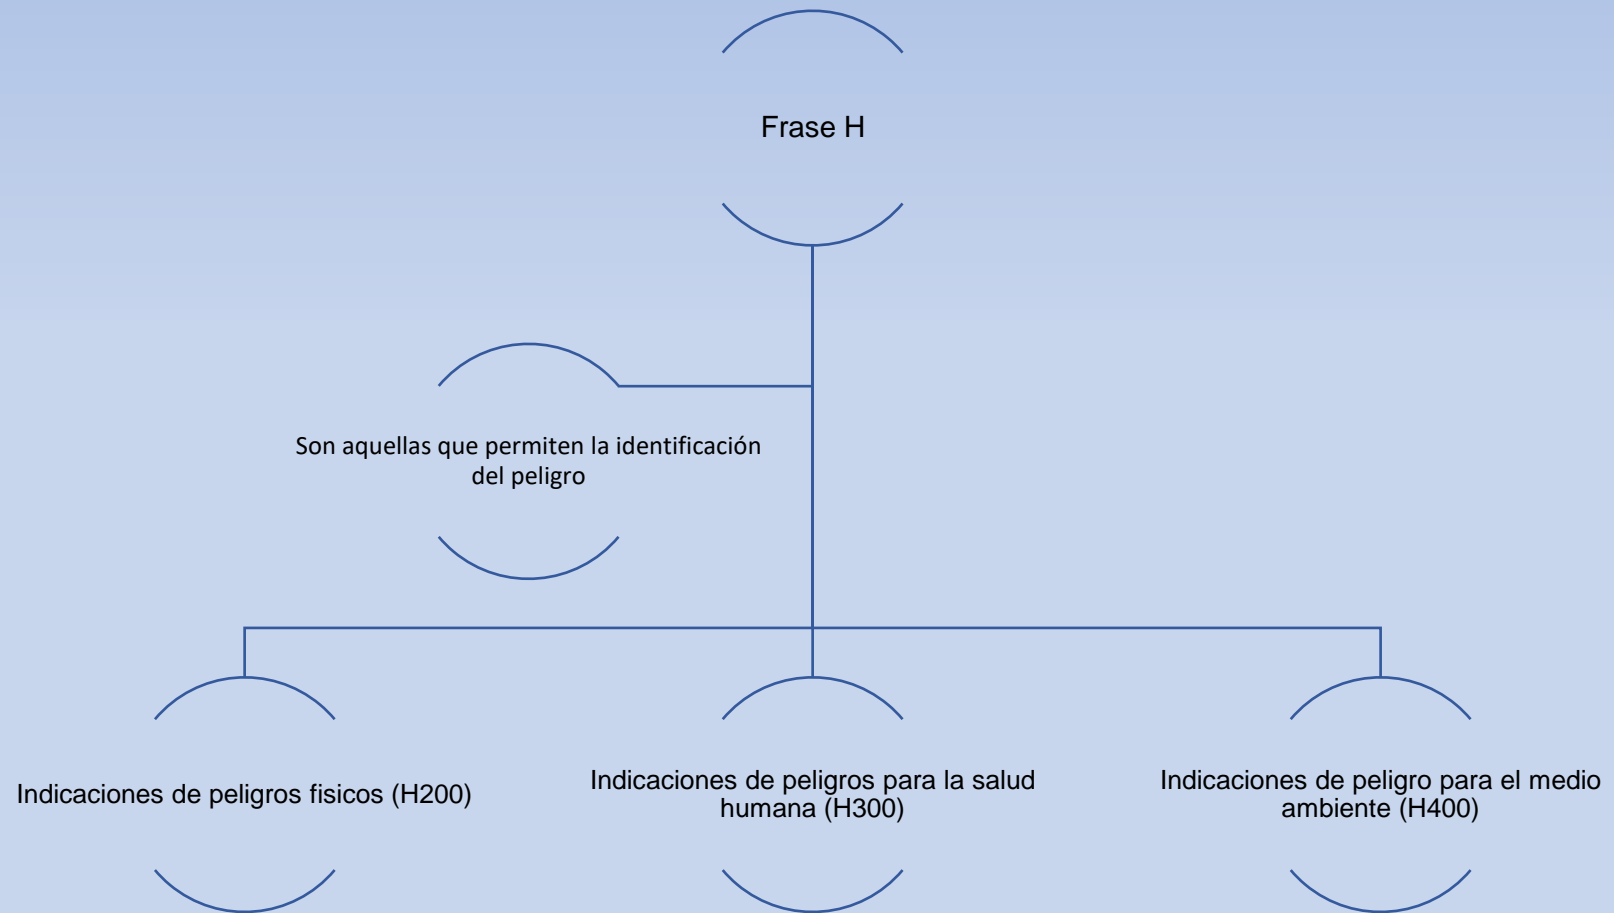 Frase H
Son aquellas que permiten la identificación
del peligro
Indicaciones de peligros fisicos (H200)
Indicaciones de peligros para la salud
humana (H300)
Indicaciones de peligro para el medio
ambiente (H400)